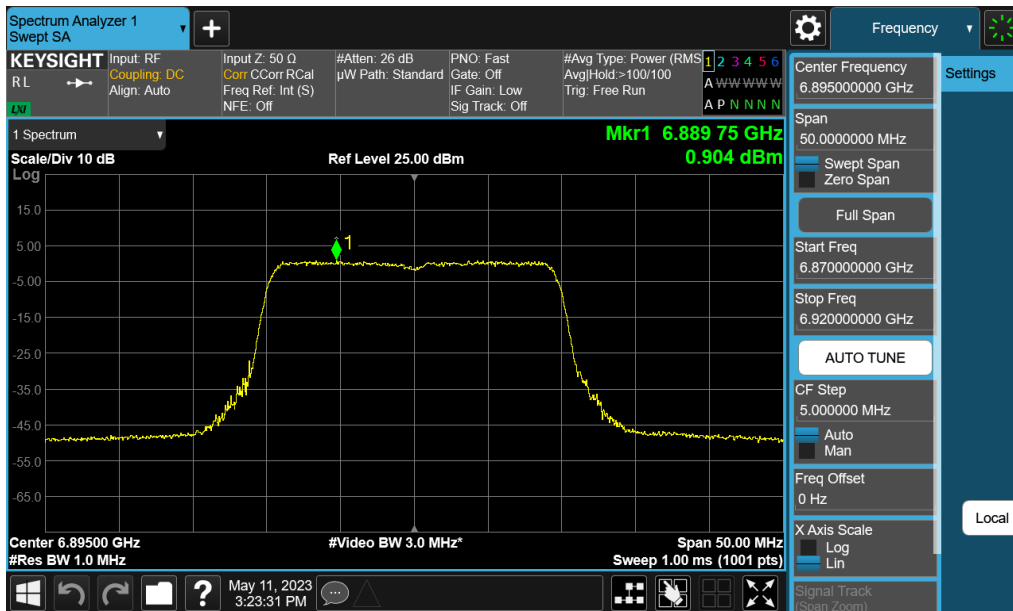 Spectrum Analyzer 1
Swept SA
Frequency
KEYSIGHT
R L
LXI
Input: RF
Coupling: DC
Align: Auto
Input Z: 50 Ω
Corr CCorr RCal
Freq Ref: Int (S)
NFE: Off
#Atten: 26 dB
µW Path: Standard
PNO: Fast
Gate: Off
IF Gain: Low
Sig Track: Off
#Avg Type: Power (RMS
Avg|Hold:>100/100
Trig: Free Run
1 2 3 4 5 6
A W W W W W
A P N N N N
1 Spectrum
Mkr1 6.889 75 GHz
Scale/Div 10 dB
Ref Level 25.00 dBm
0.904 dBm
Log
15.0
5.00
-5.00
-15.0
-25.0
-35.0
-45.0
-55.0
-65.0
1
Center 6.89500 GHz
#Video BW 3.0 MHz*
Span 50.00 MHz
#Res BW 1.0 MHz
Sweep 1.00 ms (1001 pts)
Center Frequency
6.895000000 GHz
Span
50.0000000 MHz
Swept Span
Zero Span
Full Span
Start Freq
6.870000000 GHz
Stop Freq
6.920000000 GHz
AUTO TUNE
CF Step
5.000000 MHz
Auto
Man
Freq Offset
0 Hz
X Axis Scale
Log
Lin
Signal Track
(Span Zoom)
Settings
Local
?
May 11, 2023
3:23:31 PM